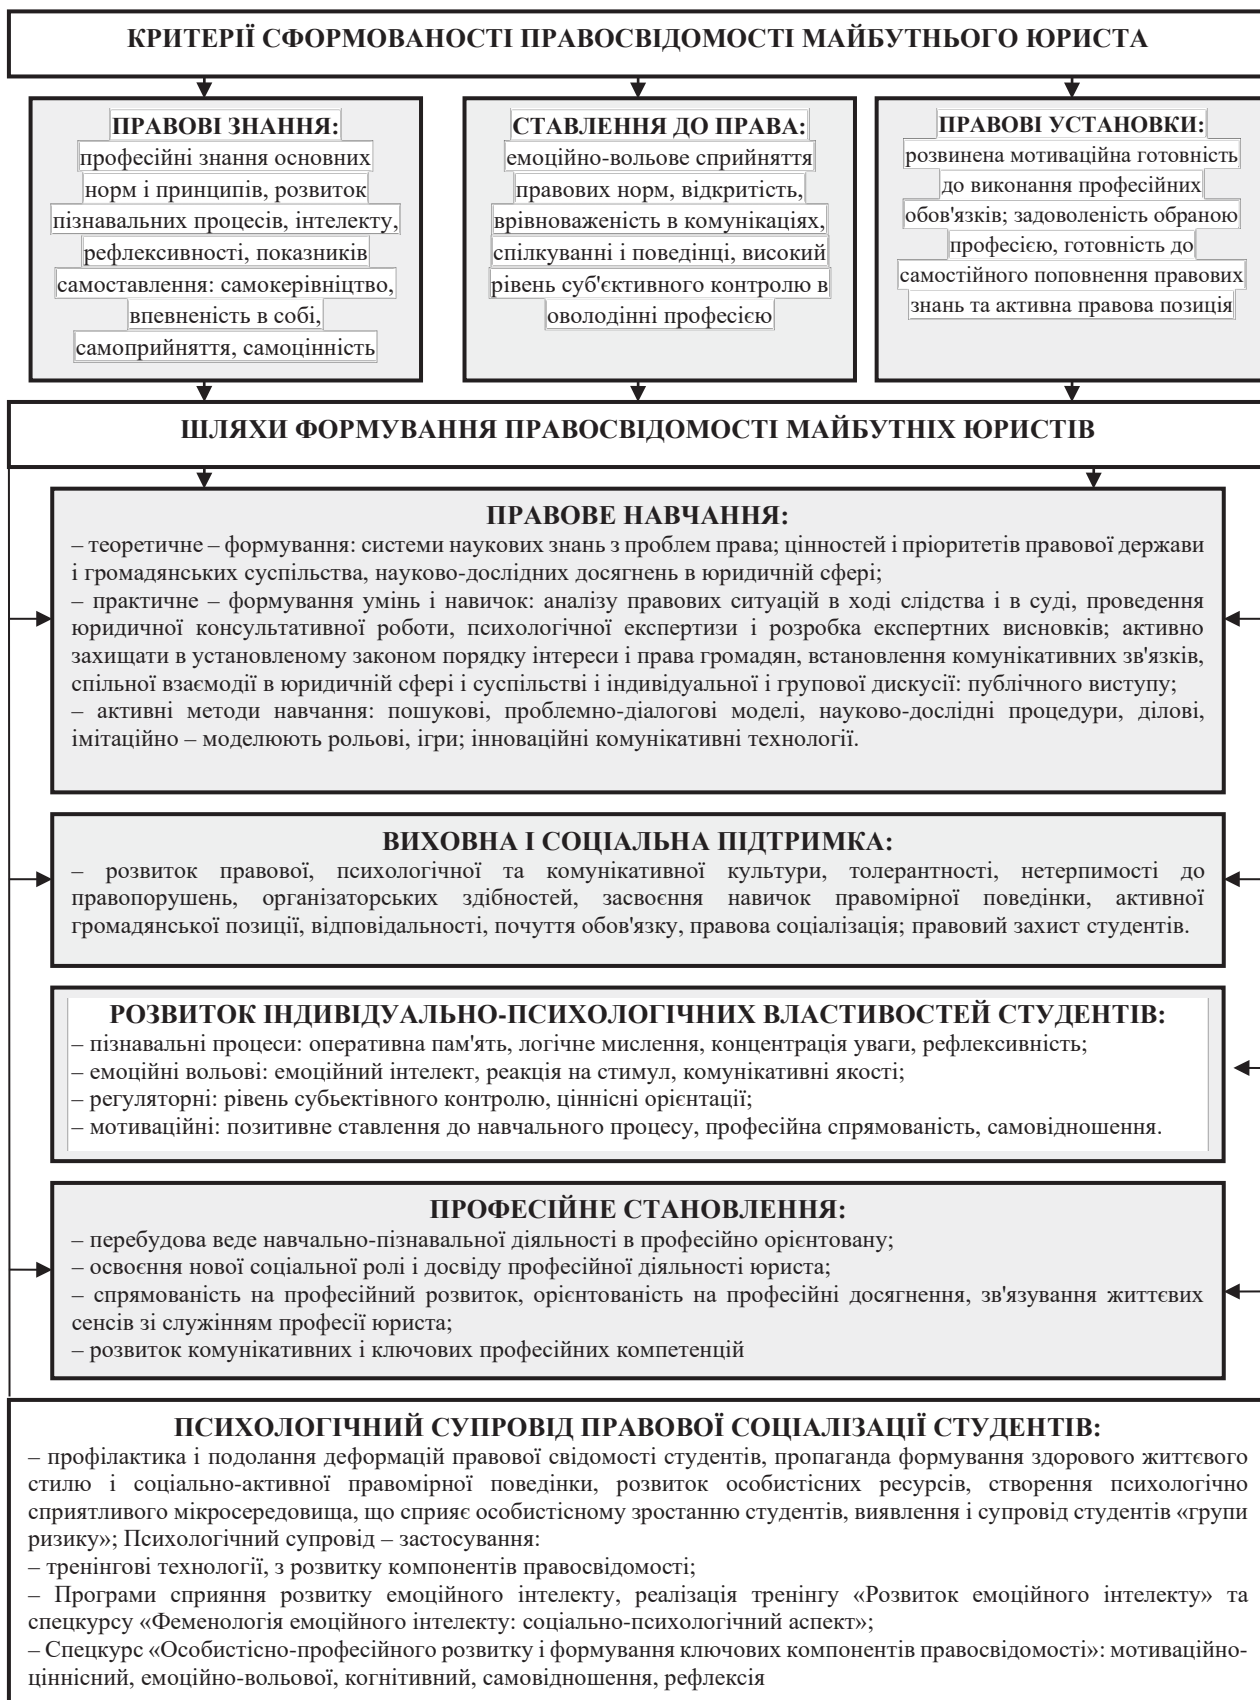 КРИТЕРІЇ СФОРМОВАНОСТІ ПРАВОСВІДОМОСТІ МАЙБУТНЬОГО ЮРИСТА
ПРАВОВІ ЗНАННЯ:
професійні знання основних
норм і принципів, розвиток
пізнавальних процесів, інтелекту,
рефлексивності, показників
самоставлення: самокерівництво,
впевненість в собі,
самоприйняття, самоцінність
СТАВЛЕННЯ ДО ПРАВА:
емоційно-вольове сприйняття
правових норм, відкритість,
врівноваженість в комунікаціях,
спілкуванні і поведінці, високий
рівень суб'єктивного контролю в
оволодінні професією
ПРАВОВІ УСТАНОВКИ:
розвинена мотиваційна готовність
до виконання професійних
обов'язків; задоволеність обраною
професією, готовність до
самостійного поповнення правових
знань та активна правова позиція
ШЛЯХИ ФОРМУВАННЯ ПРАВОСВІДОМОСТІ МАЙБУТНІХ ЮРИСТІВ
ПРАВОВЕ НАВЧАННЯ:
– теоретичне – формування: системи наукових знань з проблем права; цінностей і пріоритетів правової держави
і громадянських суспільства, науково-дослідних досягнень в юридичній сфері;
– практичне – формування умінь і навичок: аналізу правових ситуацій в ході слідства і в суді, проведення
юридичної консультативної роботи, психологічної експертизи і розробка експертних висновків; активно
захищати в установленому законом порядку інтереси і права громадян, встановлення комунікативних зв'язків,
спільної взаємодії в юридичній сфері і суспільстві і індивідуальної і групової дискусії: публічного виступу;
– активні методи навчання: пошукові, проблемно-діалогові моделі, науково-дослідні процедури, ділові,
імітаційно – моделюють рольові, ігри; інноваційні комунікативні технології.
ВИХОВНА І СОЦІАЛЬНА ПІДТРИМКА:
– розвиток правової, психологічної та комунікативної культури, толерантності, нетерпимості до
правопорушень, організаторських здібностей, засвоєння навичок правомірної поведінки, активної
громадянської позиції, відповідальності, почуття обов'язку, правова соціалізація; правовий захист студентів.
РОЗВИТОК ІНДИВІДУАЛЬНО-ПСИХОЛОГІЧНИХ ВЛАСТИВОСТЕЙ СТУДЕНТІВ:
– пізнавальні процеси: оперативна пам'ять, логічне мислення, концентрація уваги, рефлексивність;
– емоційні вольові: емоційний інтелект, реакція на стимул, комунікативні якості;
– регуляторні: рівень субьектівного контролю, ціннісні орієнтації;
– мотиваційні: позитивне ставлення до навчального процесу, професійна спрямованість, самовідношення.
ПРОФЕСІЙНЕ СТАНОВЛЕННЯ:
– перебудова веде навчально-пізнавальної діяльності в професійно орієнтовану;
– освоєння нової соціальної ролі і досвіду професійної діяльності юриста;
– спрямованість на професійний розвиток, орієнтованість на професійні досягнення, зв'язування життєвих
сенсів зі служінням професії юриста;
– розвиток комунікативних і ключових професійних компетенцій
ПСИХОЛОГІЧНИЙ СУПРОВІД ПРАВОВОЇ СОЦІАЛІЗАЦІЇ СТУДЕНТІВ:
– профілактика і подолання деформацій правової свідомості студентів, пропаганда формування здорового життєвого
стилю і соціально-активної правомірної поведінки, розвиток особистісних ресурсів, створення психологічно
сприятливого мікросередовища, що сприяє особистісному зростанню студентів, виявлення і супровід студентів «групи
ризику»; Психологічний супровід – застосування:
– тренінгові технології, з розвитку компонентів правосвідомості;
– Програми сприяння розвитку емоційного інтелекту, реалізація тренінгу «Розвиток емоційного інтелекту» та
спецкурсу «Феменологія емоційного інтелекту: соціально-психологічний аспект»;
– Спецкурс «Особистісно-професійного розвитку і формування ключових компонентів правосвідомості»: мотиваційно-
ціннісний, емоційно-вольової, когнітивний, самовідношення, рефлексія